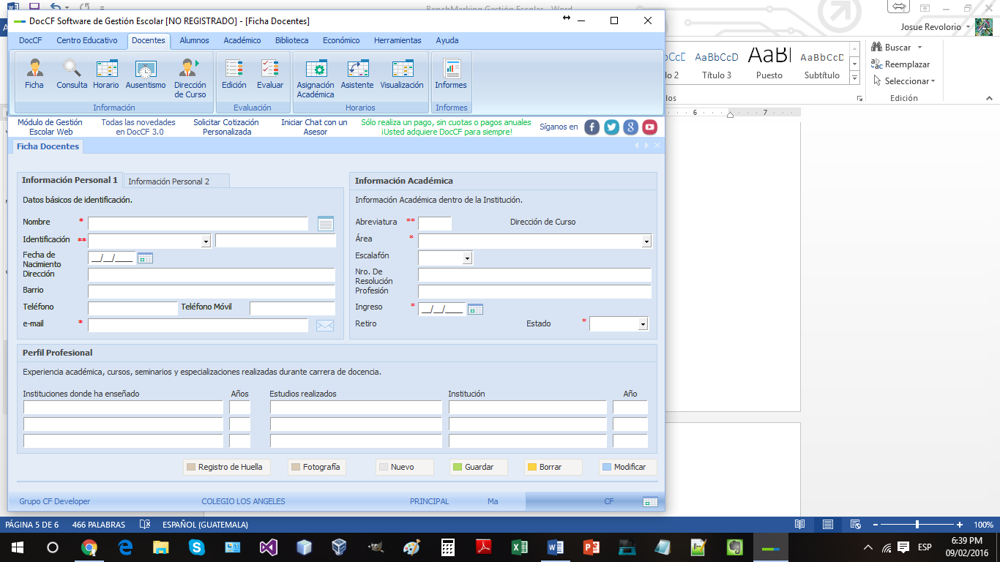 BenchMarking Gestión Escolar - Word
DocCF Software de Gestión Escolar [NO REGISTRADO] - [Ficha Docentes]
Josue Revolorio
DocCF Centro Educativo Docentes Alumnos Académico Biblioteca Económico Herramientas Ayuda
Ficha Consulta Horario Ausentismo Dirección de Curso Edición Evaluar Asignación Académica Asistente Visualización Informes
Información Evaluación Horarios Informes
AaBbCcD AaBl AaBbCcD
Título 3 Puesto Subtítulo
Buscar
Reemplazar
Seleccionar
Edición
6 7
Módulo de Gestión Escolar Web
Todas las novedades en DocCF 3.0
Solicitar Cotización Personalizada
Iniciar Chat con un Asesor
Sólo realiza un pago, sin cuotas o pagos anuales
¡Usted adquiere DocCF para siempre!
Síganos en
Ficha Docentes
Información Personal 1 Información Personal 2
Datos básicos de identificación.
Nombre *
Identificación **
Fecha de Nacimiento __/__/____
Dirección
Barrio
Teléfono Teléfono Móvil
e-mail *
Información Académica
Información Académica dentro de la Institución.
Abreviatura ** Dirección de Curso
Área *
Escalafón
Nro. De Resolución
Profesión
Ingreso * __/__/____
Retiro Estado *
Perfil Profesional
Experiencia académica, cursos, seminarios y especializaciones realizadas durante carrera de docencia.
Instituciones donde ha enseñado Años Estudios realizados Institución Año
Registro de Huella Fotografía Nuevo Guardar Borrar Modificar
Grupo CF Developer COLEGIO LOS ANGELES PRINCIPAL Ma CF
PÁGINA 5 DE 6 466 PALABRAS ESPAÑOL (GUATEMALA) 100%
ESP
6:39 PM
09/02/2016